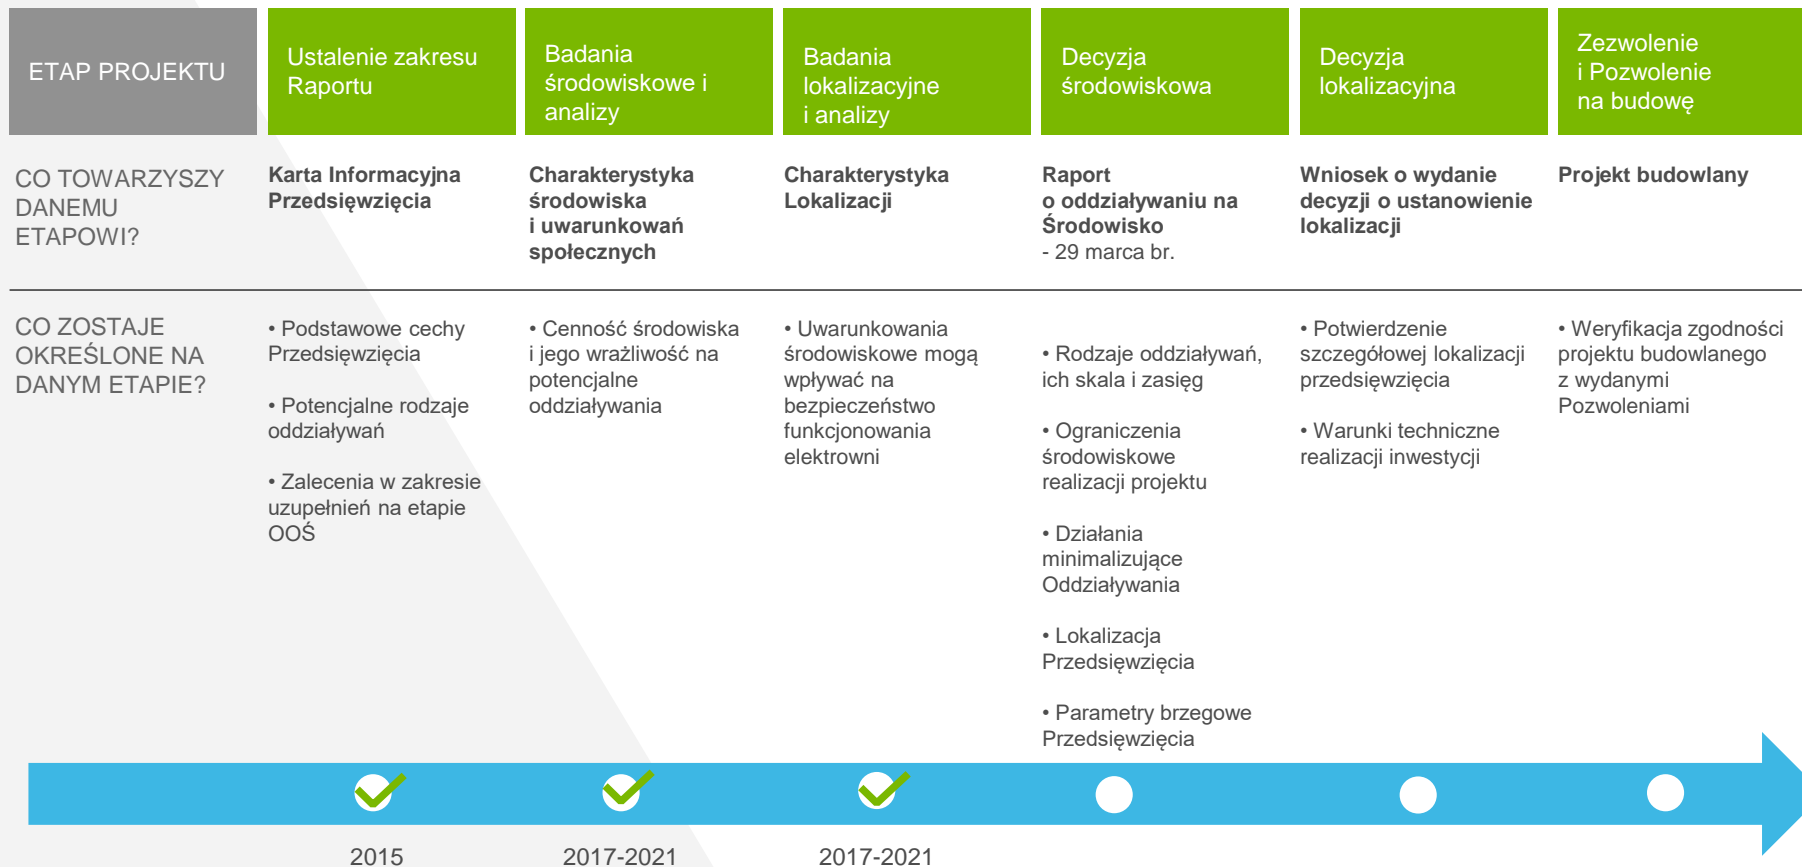 ETAP PROJEKTU
Ustalenie zakresu
Raportu
Badania
środowiskowe i
analizy
Badania
lokalizacyjne
i analizy
Decyzja
środowiskowa
Decyzja
lokalizacyjna
Zezwolenie
i Pozwolenie
na budowę
CO TOWARZYSZY
DANEMU
ETAPOWI?
Karta Informacyjna
Przedsięwzięcia
Charakterystyka
środowiska
i uwarunkowań
społecznych
Charakterystyka
Lokalizacji
Raport
o oddziaływaniu na
Środowisko
- 29 marca br.
Wniosek o wydanie
decyzji o ustanowienie
lokalizacji
Projekt budowlany
CO ZOSTAJE
OKREŚLONE NA
DANYM ETAPIE?
• Podstawowe cechy
Przedsięwzięcia
• Potencjalne rodzaje
oddziaływań
• Zalecenia w zakresie
uzupełnień na etapie
OOŚ
• Cenność środowiska
i jego wrażliwość na
potencjalne
oddziaływania
• Uwarunkowania
środowiskowe mogą
wpływać na
bezpieczeństwo
funkcjonowania
elektrowni
• Rodzaje oddziaływań,
ich skala i zasięg
• Ograniczenia
środowiskowe
realizacji projektu
• Działania
minimalizujące
Oddziaływania
• Lokalizacja
Przedsięwzięcia
• Parametry brzegowe
Przedsięwzięcia
• Potwierdzenie
szczegółowej lokalizacji
przedsięwzięcia
• Warunki techniczne
realizacji inwestycji
• Weryfikacja zgodności
projektu budowlanego
z wydanymi
Pozwoleniami
2015
2017-2021
2017-2021